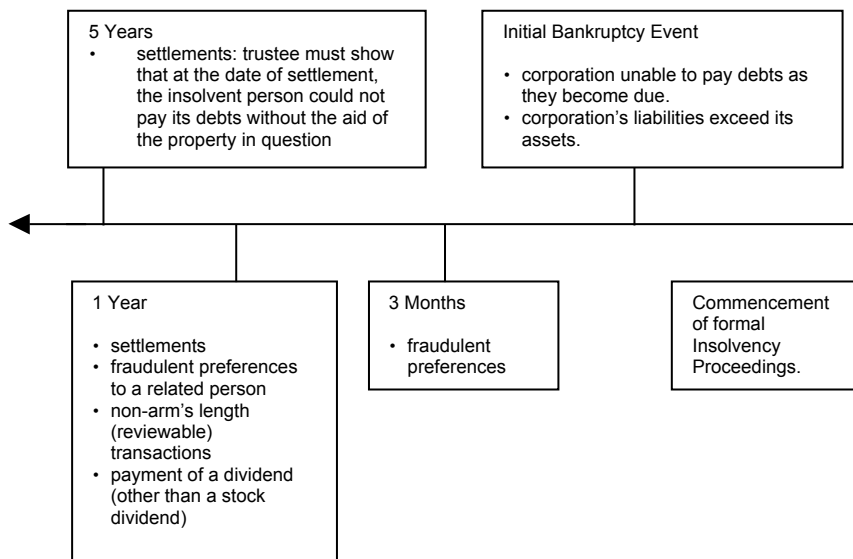 5 Years
• settlements: trustee must show
that at the date of settlement,
the insolvent person could not
pay its debts without the aid of
the property in question
Initial Bankruptcy Event
• corporation unable to pay debts as
they become due.
• corporation’s liabilities exceed its
assets.
1 Year
• settlements
• fraudulent preferences
to a related person
• non-arm’s length
(reviewable)
transactions
• payment of a dividend
(other than a stock
dividend)
3 Months
• fraudulent
preferences
Commencement
of formal
Insolvency
Proceedings.